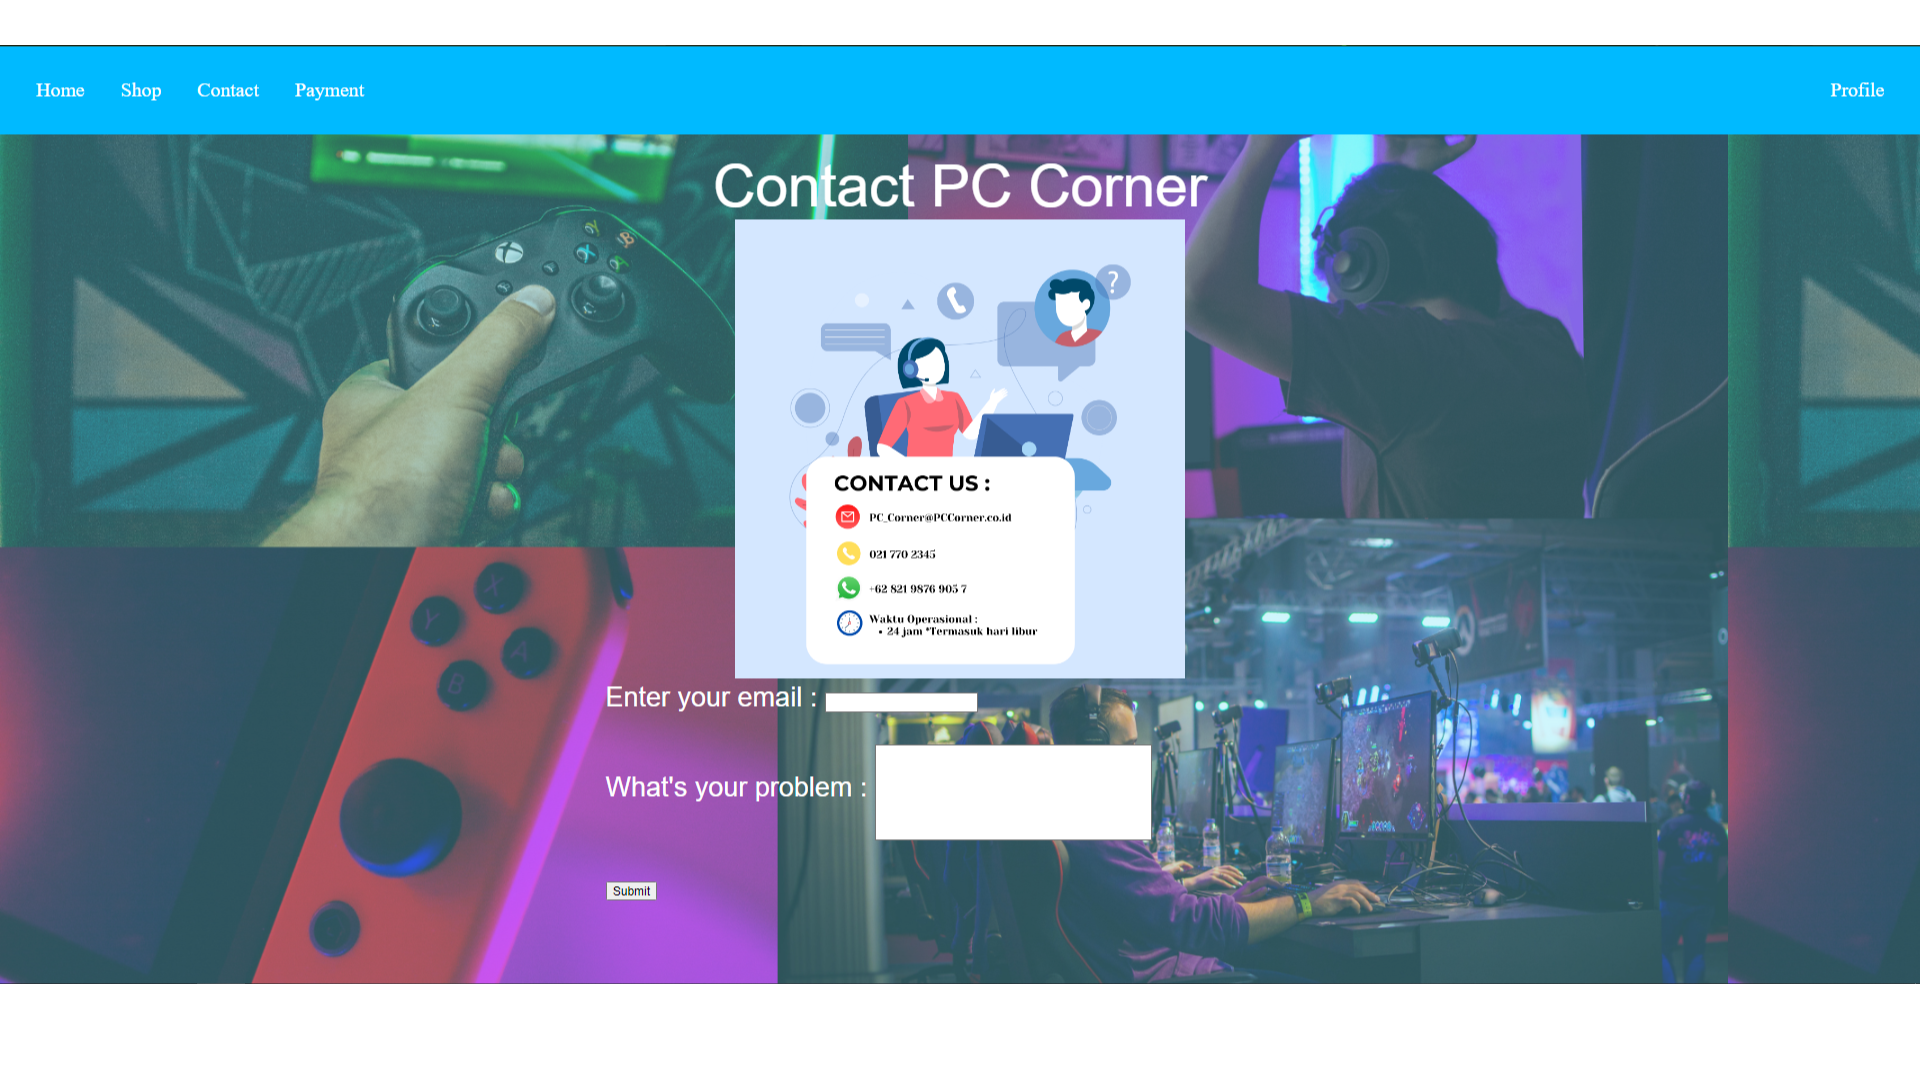 Home Shop Contact Payment Profile
Contact PC Corner
?
CONTACT US :
PC_Corner@PCCorner.co.id
021 770 2345
+62 821 9876 905 7
Waktu Operasional :
• 24 jam *Termasuk hari libur
Enter your email :
What's your problem :
Submit
X
Y
A
B
Y
B
X
A